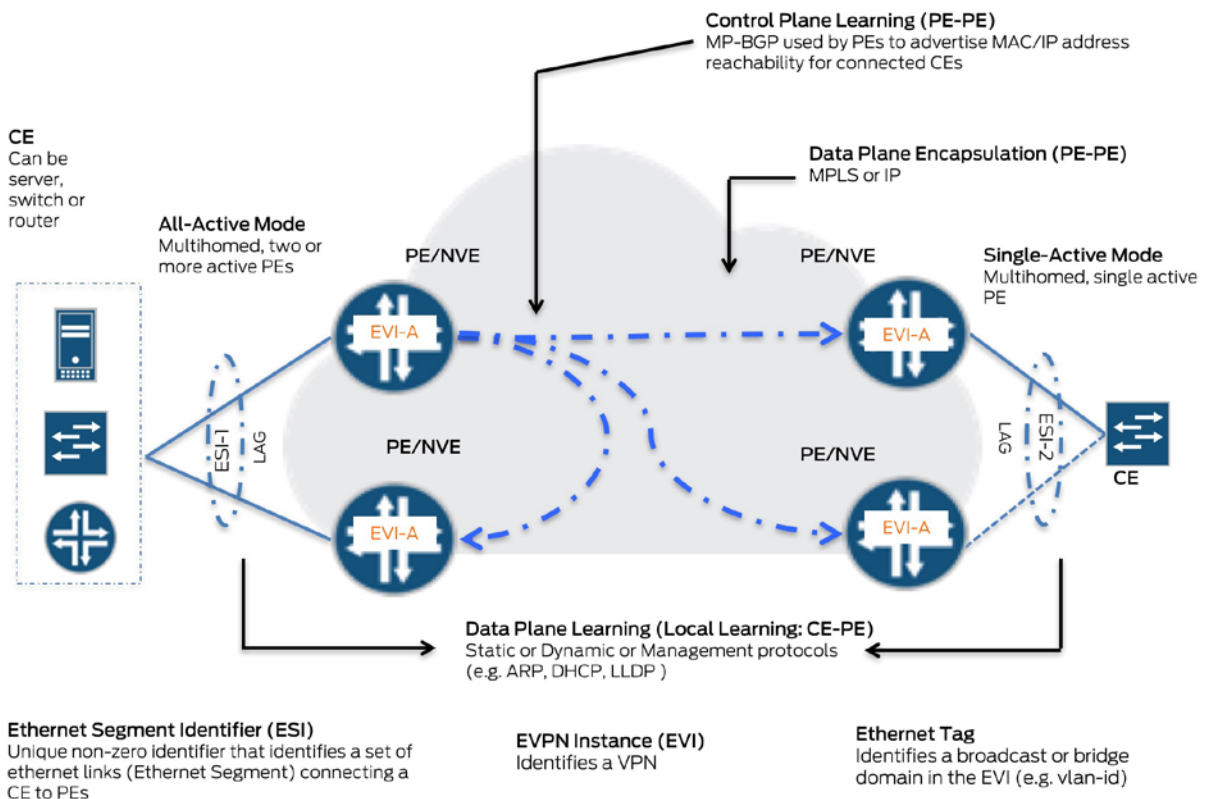 Control Plane Learning (PE-PE)
MP-BGP used by PEs to advertise MAC/IP address
reachability for connected CEs
CE
Can be
server,
switch or
router
Data Plane Encapsulation (PE-PE)
MPLS or IP
All-Active Mode
Multihomed, two or
more active PEs
PE/NVE
PE/NVE
Single-Active Mode
Multihomed, single active
PE
EVI-A
EVI-A
ESI-1
LAG
PE/NVE
PE/NVE
LAG
ESI-2
CE
EVI-A
EVI-A
Data Plane Learning (Local Learning: CE-PE)
Static or Dynamic or Management protocols
(e.g. ARP, DHCP, LLDP )
Ethernet Segment Identifier (ESI)
Unique non-zero identifier that identifies a set of
ethernet links (Ethernet Segment) connecting a
CE to PEs
EVPN Instance (EVI)
Identifies a VPN
Ethernet Tag
Identifies a broadcast or bridge
domain in the EVI (e.g. vlan-id)